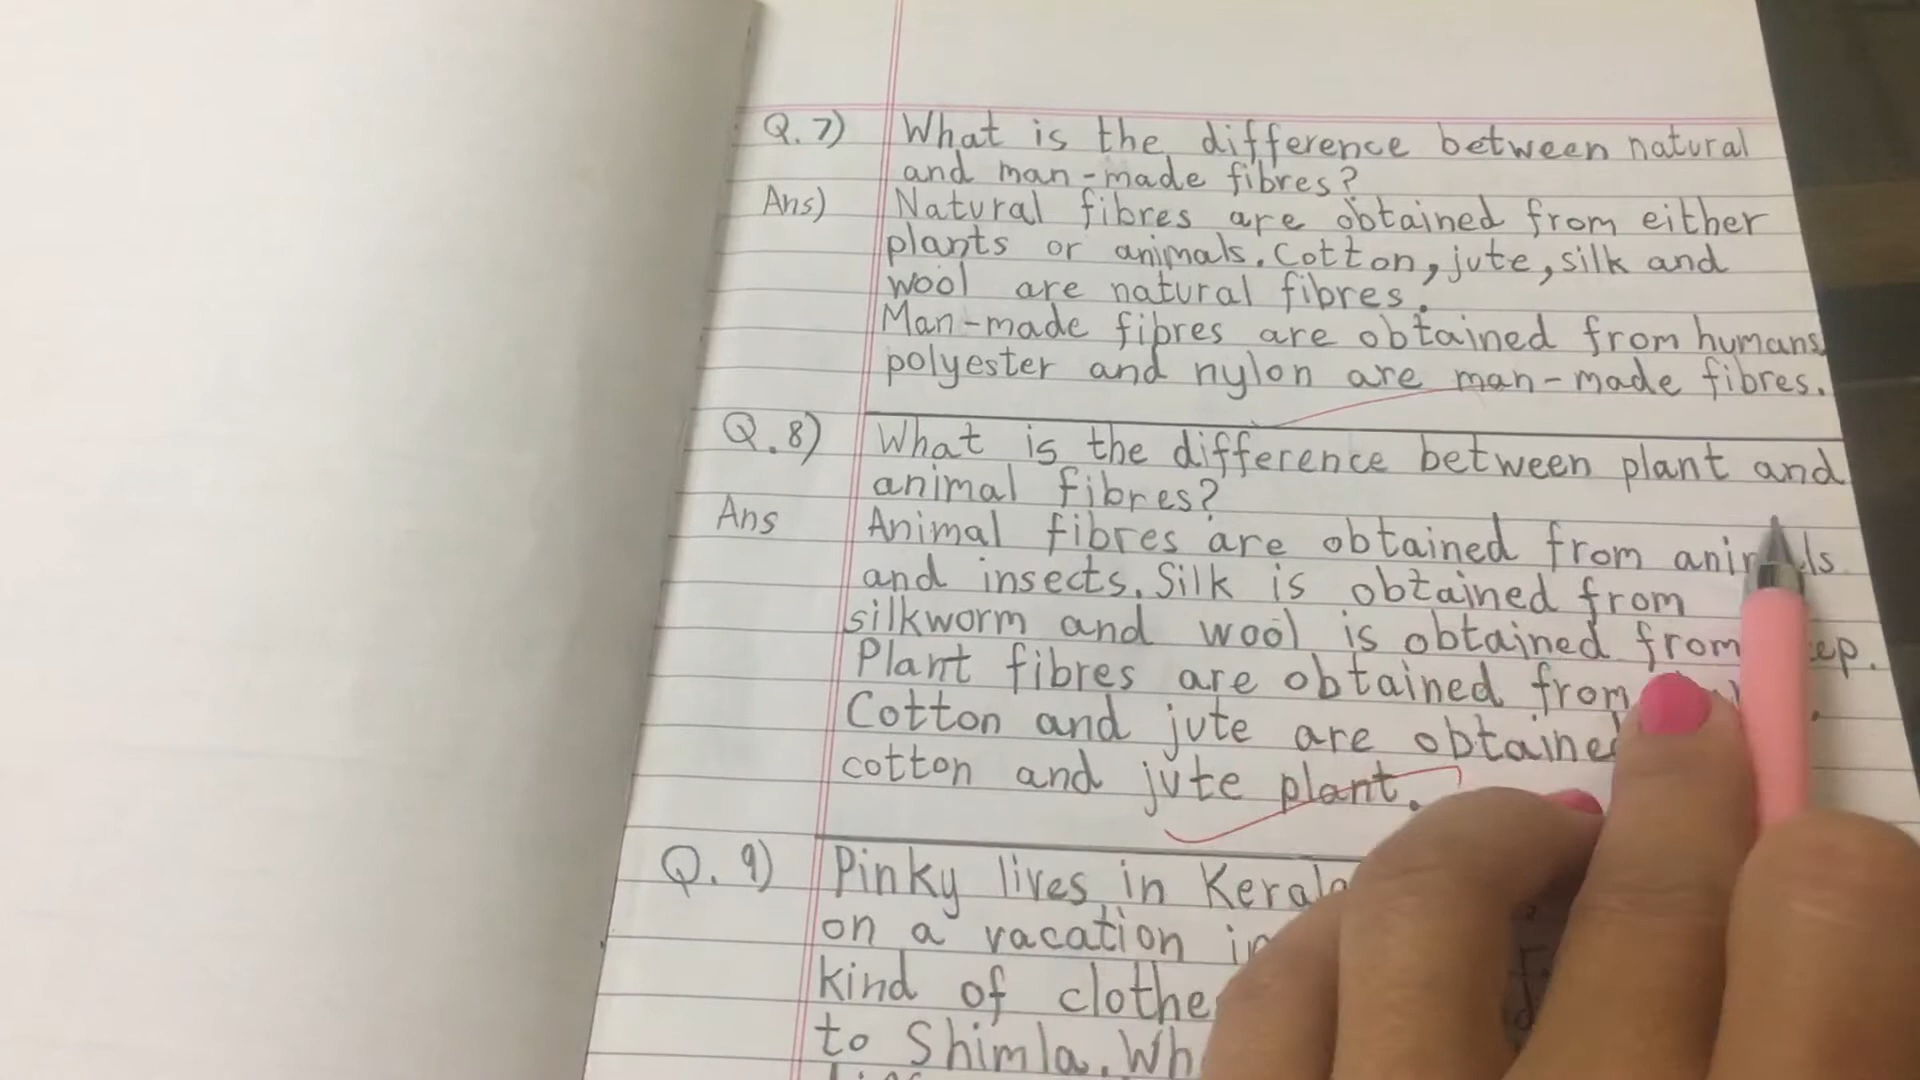 Q.7) What is the difference between natural
and man-made fibres?
Ans) Natural fibres are obtained from either
plants or animals. Cotton, jute, silk and
wool are natural fibres.
Man-made fibres are obtained from humans
polyester and nylon are man-made fibres.
Q.8) What is the difference between plant and
animal fibres?
Ans Animal fibres are obtained from
and insects. Silk is obtained from
silkworm and wool is obtained from
Plant fibres are obtained from
Cotton and jute are obtained
cotton and jute plant.
Q.9) Pinky lives in Kerala
on a vacation in
kind of clothes
to Shimla.